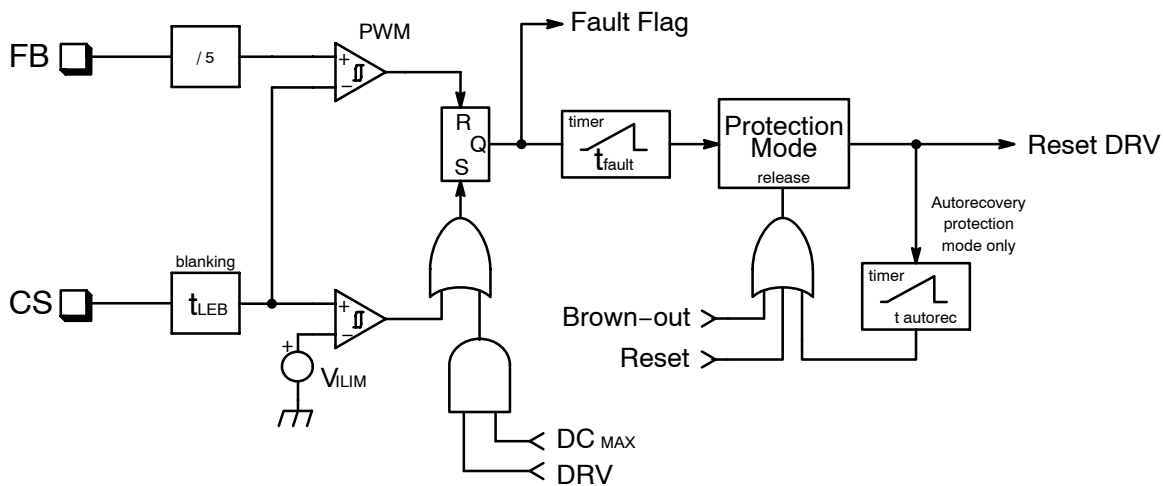 FB
/ 5
+
−
PWM
Fault Flag
R
Q
S
timer
tfault
Protection
Mode
release
Reset DRV
Autorecovery
protection
mode only
timer
t autorec
CS
blanking
tLEB
+
−
+
VILIM
Brown−out
Reset
DC MAX
DRV